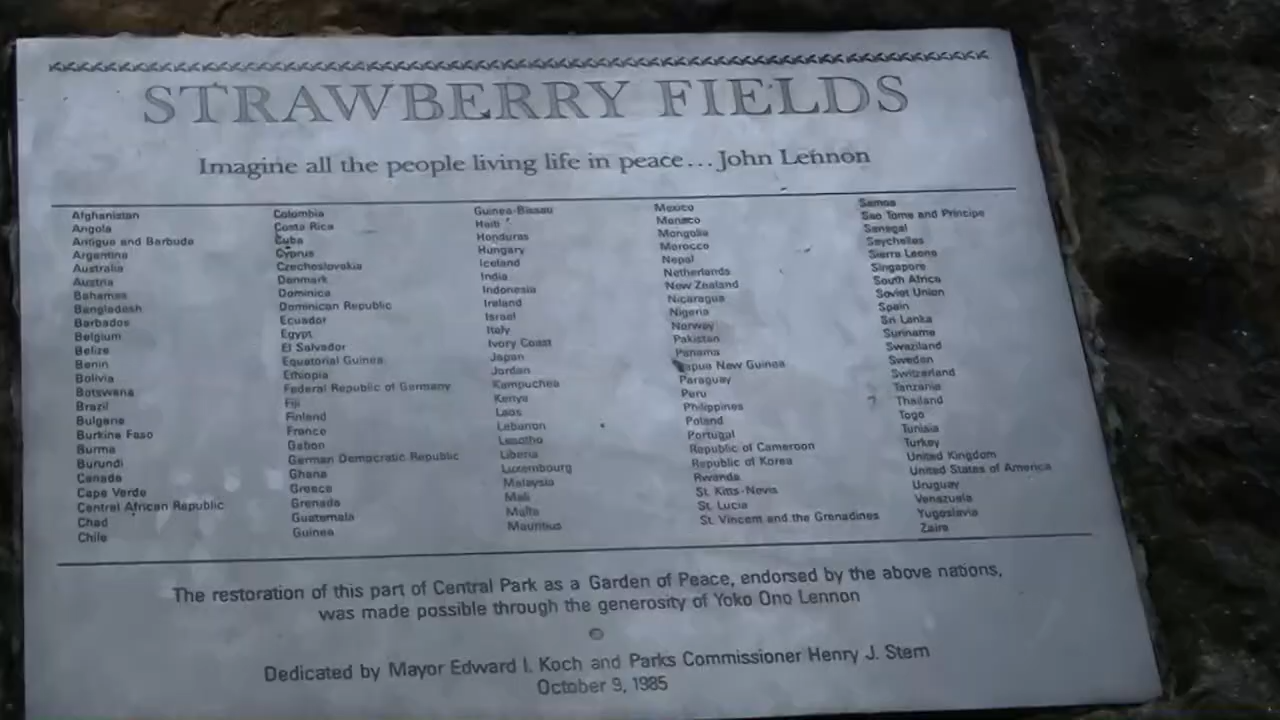 STRAWBERRY FIELDS
Imagine all the people living life in peace... John Lennon
Afghanistan
Angola
Antigua and Barbuda
Argentina
Australia
Austria
Bahamas
Bangladesh
Barbados
Belgium
Belize
Benin
Bolivia
Botswana
Brazil
Bulgaria
Burkina Faso
Burma
Burundi
Canada
Cape Verde
Central African Republic
Chad
Chile
Colombia
Costa Rica
Cuba
Cyprus
Czechoslovakia
Denmark
Dominica
Dominican Republic
Ecuador
Egypt
El Salvador
Equatorial Guinea
Ethiopia
Federal Republic of Germany
Fiji
Finland
France
Gabon
German Democratic Republic
Ghana
Greece
Grenada
Guatemala
Guinea
Guinea-Bissau
Haiti
Honduras
Hungary
Iceland
India
Indonesia
Ireland
Israel
Italy
Ivory Coast
Japan
Jordan
Kampuchea
Kenya
Laos
Lebanon
Lesotho
Liberia
Luxembourg
Malaysia
Mali
Malta
Mauritius
Mexico
Monaco
Mongolia
Morocco
Nepal
Netherlands
New Zealand
Nicaragua
Nigeria
Norway
Pakistan
Panama
Papua New Guinea
Paraguay
Peru
Philippines
Poland
Portugal
Republic of Cameroon
Republic of Korea
Rwanda
St. Kitts-Nevis
St. Lucia
St. Vincent and the Grenadines
Samoa
Sao Tome and Principe
Senegal
Seychelles
Sierra Leone
Singapore
South Africa
Soviet Union
Spain
Sri Lanka
Suriname
Swaziland
Sweden
Switzerland
Tanzania
Thailand
Togo
Tunisia
Turkey
United Kingdom
United States of America
Uruguay
Venezuela
Yugoslavia
Zaire
The restoration of this part of Central Park as a Garden of Peace, endorsed by the above nations,
was made possible through the generosity of Yoko Ono Lennon
Dedicated by Mayor Edward I. Koch and Parks Commissioner Henry J. Stern
October 9, 1985